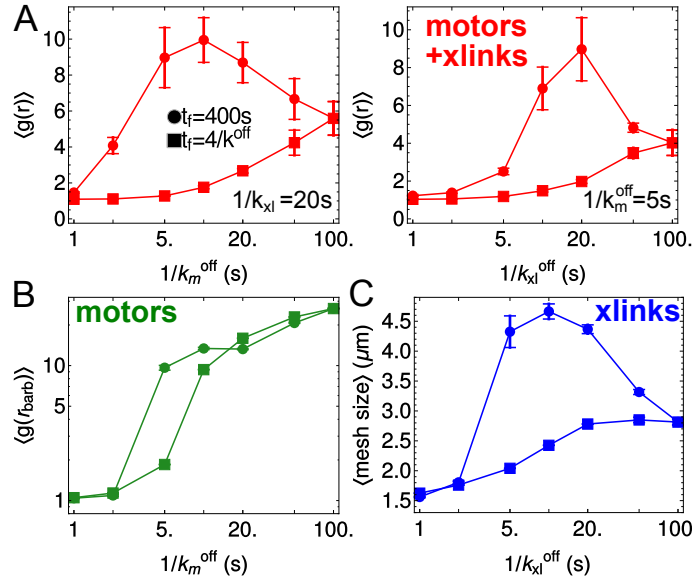 A
10
8
6
4
2
0
⟨g(r)⟩
t_f=400s
t_f=4/k^off
1/k_xl =20s
1 5. 20. 100.
1/k_m^off (s)
motors
+xlinks
10
8
6
4
2
0
⟨g(r)⟩
1/k_m^off=5s
1 5. 20. 100.
1/k_xl^off (s)
B
motors
10
5
1
⟨g(r_barb)⟩
1 5. 20. 100.
1/k_m^off (s)
C
xlinks
4.5
4.0
3.5
3.0
2.5
2.0
1.5
⟨mesh size⟩ (μm)
1 5. 20. 100.
1/k_xl^off (s)